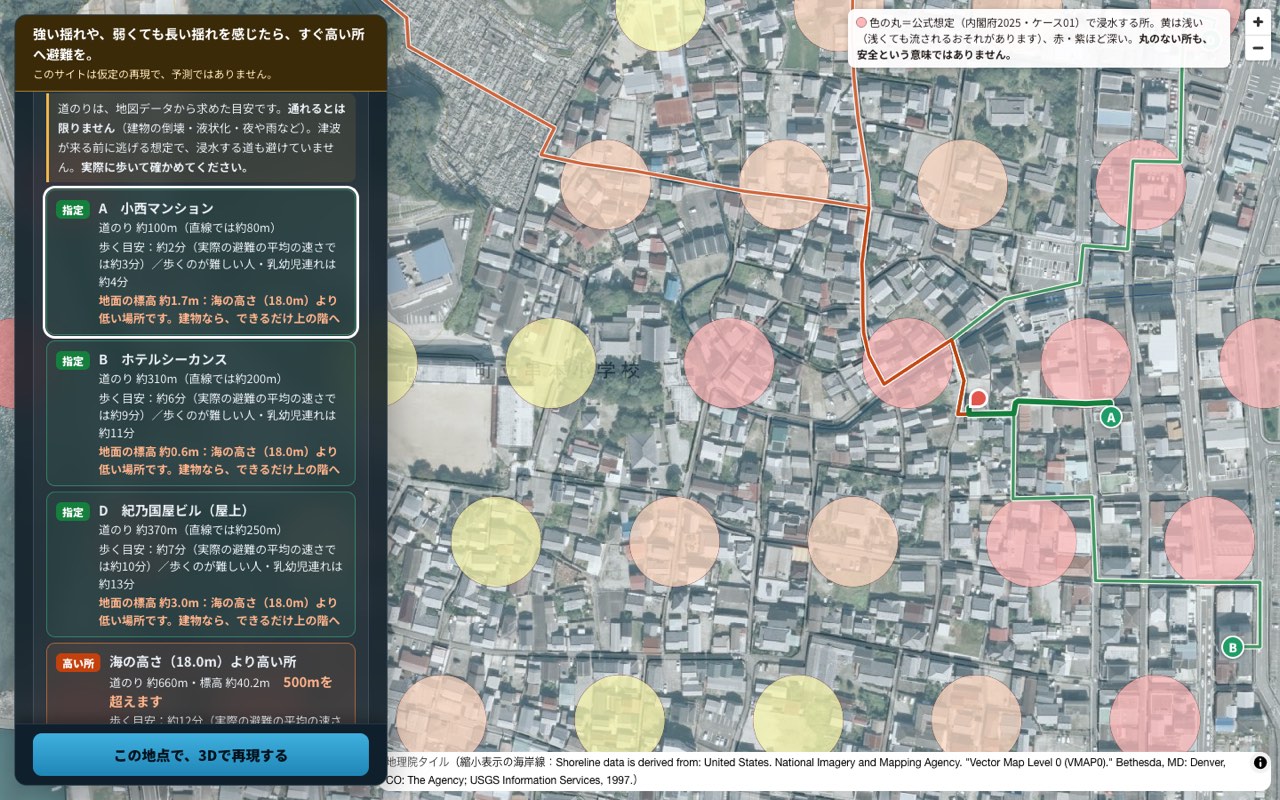 強い揺れや、弱くても長い揺れを感じたら、すぐ高い所
へ避難を。
このサイトは仮定の再現で、予測ではありません。
道のりは、地図データから求めた目安です。通れるとは
限りません（建物の倒壊・液状化・夜や雨など）。津波
が来る前に逃げる想定で、浸水する道も避けていませ
ん。実際に歩いて確かめてください。
指定 A 小西マンション
道のり 約100m（直線では約80m）
歩く目安：約2分（実際の避難の平均の速さで
は約3分）／歩くのが難しい人・乳幼児連れは
約4分
地面の標高 約1.7m：海の高さ（18.0m）より
低い場所です。建物なら、できるだけ上の階へ
指定 B ホテルシーカンス
道のり 約310m（直線では約200m）
歩く目安：約6分（実際の避難の平均の速さで
は約9分）／歩くのが難しい人・乳幼児連れは
約11分
地面の標高 約0.6m：海の高さ（18.0m）より
低い場所です。建物なら、できるだけ上の階へ
指定 D 紀乃国屋ビル（屋上）
道のり 約370m（直線では約250m）
歩く目安：約7分（実際の避難の平均の速さで
は約10分）／歩くのが難しい人・乳幼児連れは
約13分
地面の標高 約3.0m：海の高さ（18.0m）より
低い場所です。建物なら、できるだけ上の階へ
高い所 海の高さ（18.0m）より高い所
道のり 約660m・標高 約40.2m 500mを
超えます
歩く目安：約12分（実際の避難の平均の速さ
この地点で、3Dで再現する
色の丸＝公式想定（内閣府2025・ケース01）で浸水する所。黄は浅い
（浅くても流されるおそれがあります）、赤・紫ほど深い。丸のない所も、
安全という意味ではありません。
+
−
学校
A
B
地理院タイル（縮小表示の海岸線：Shoreline data is derived from: United States. National Imagery and Mapping Agency. "Vector Map Level 0 (VMAP0)." Bethesda, MD: Denver,
CO: The Agency; USGS Information Services, 1997.）